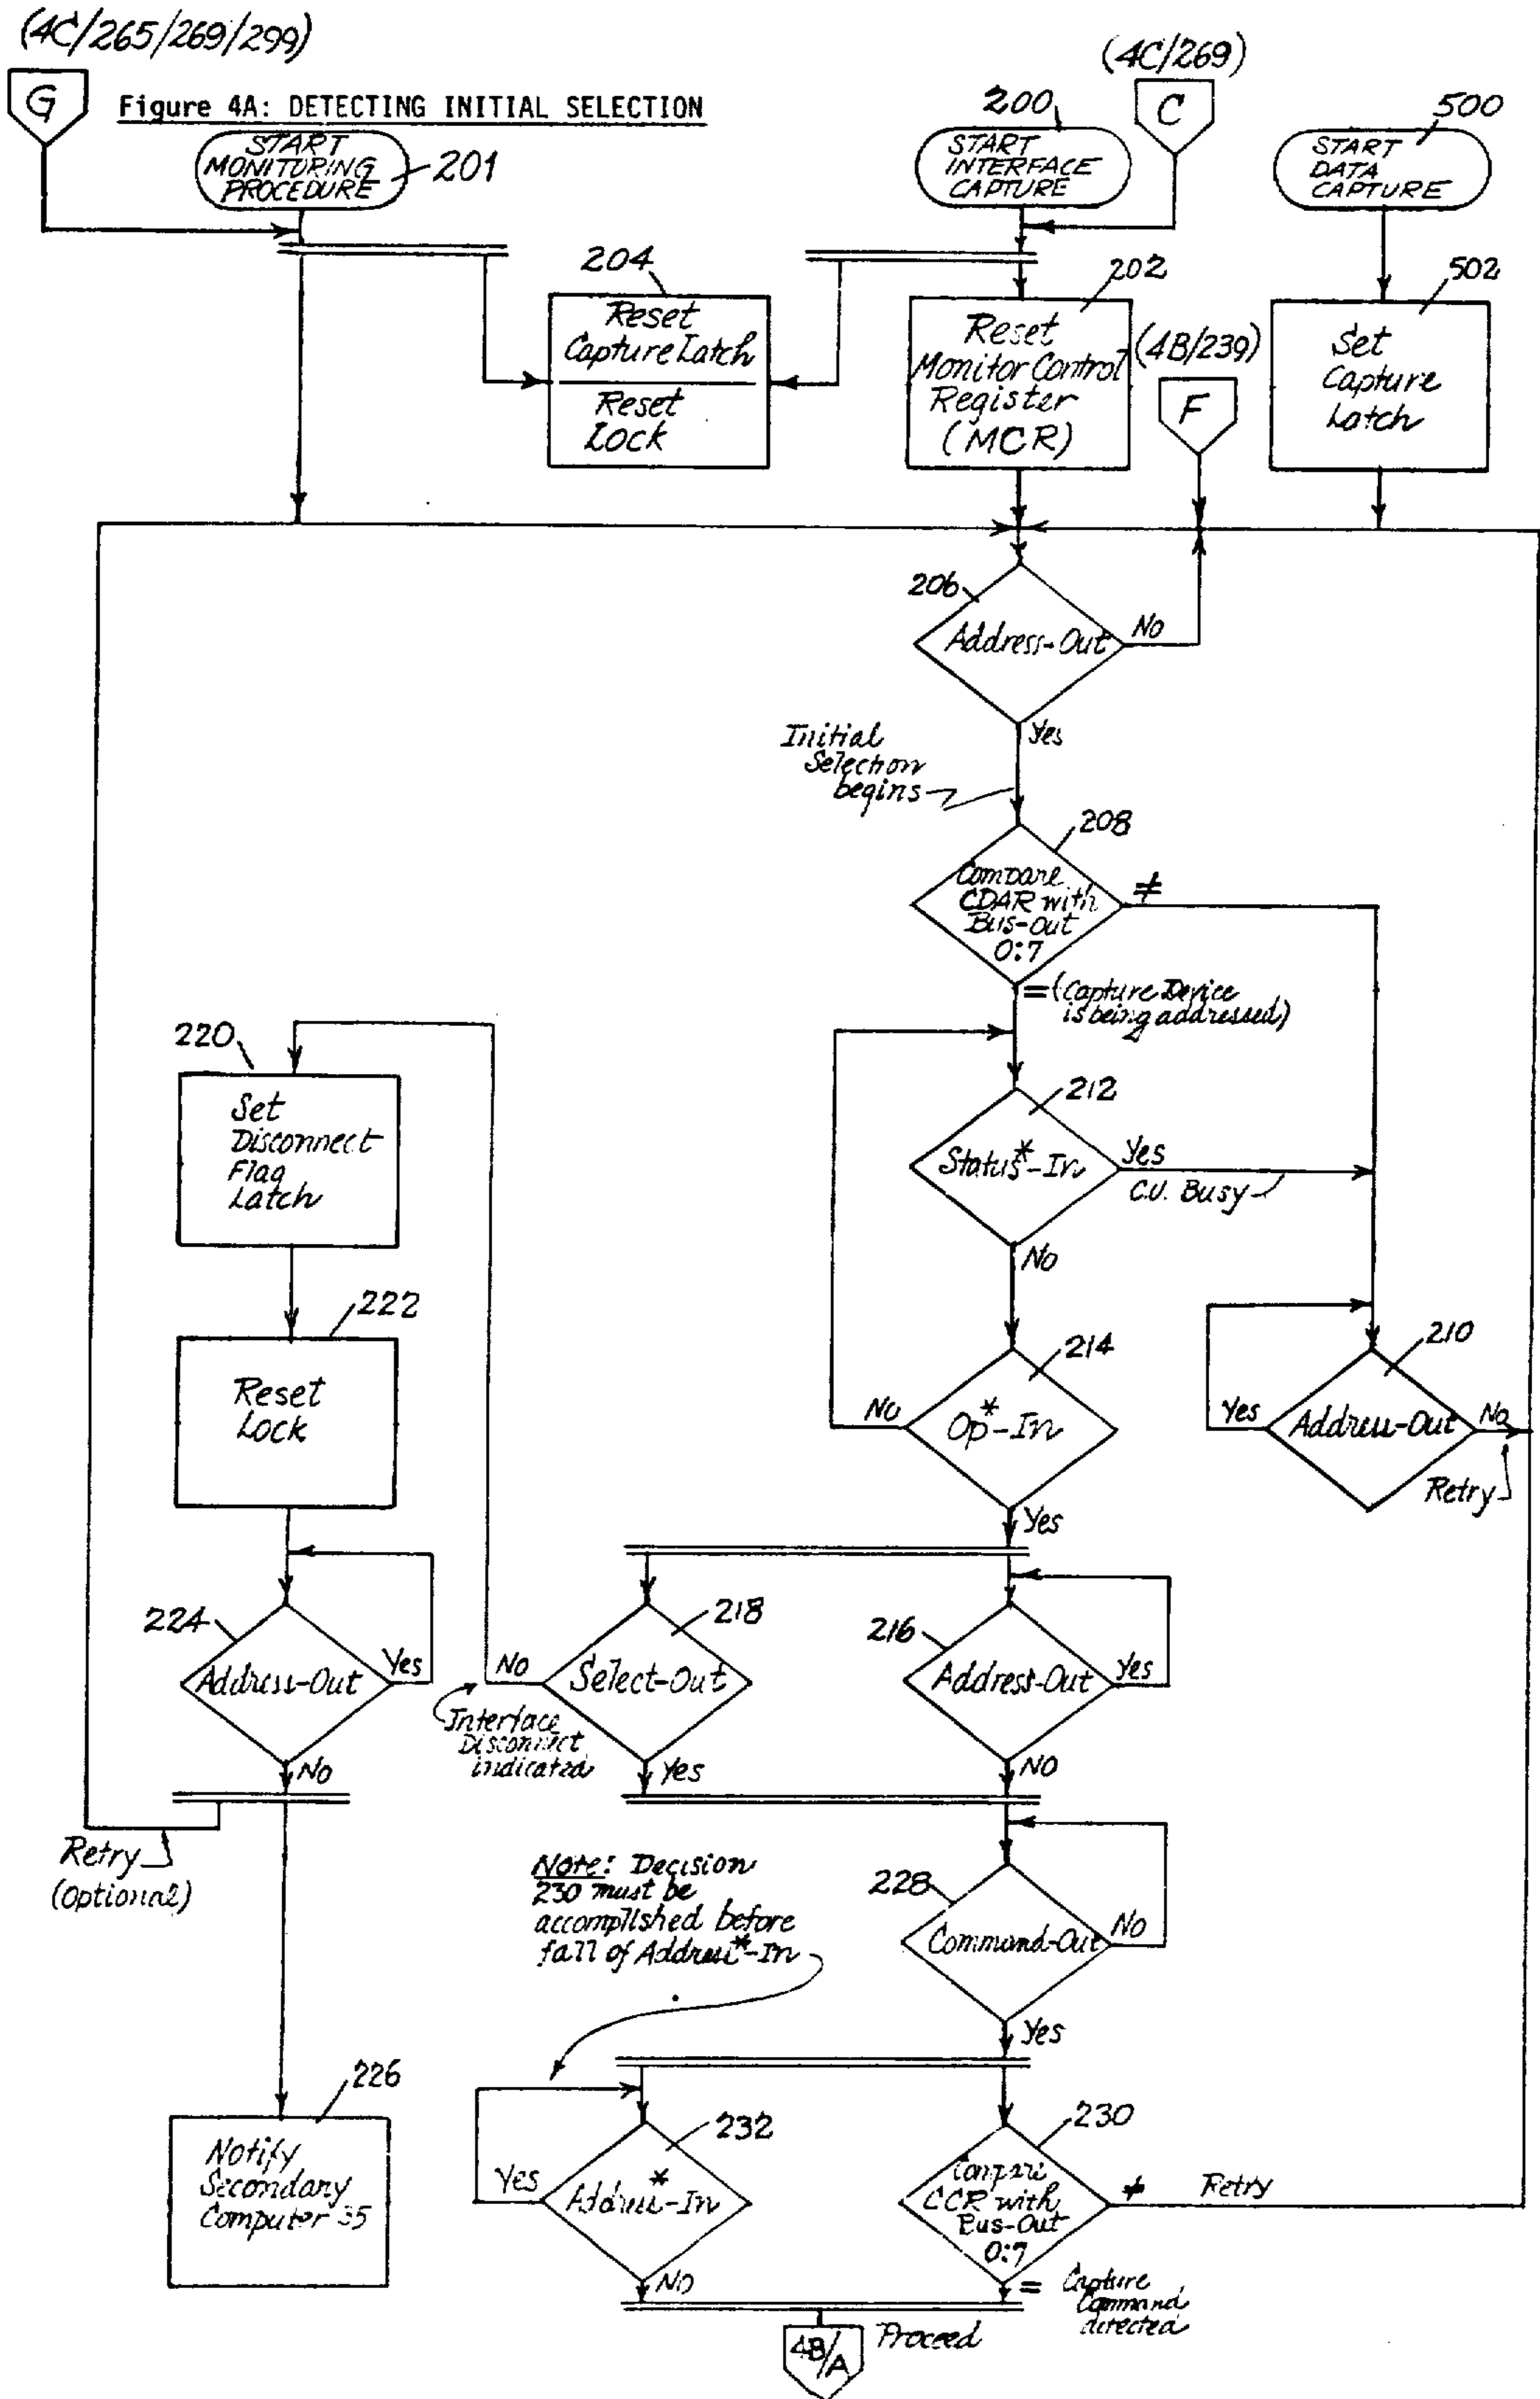 (4C/265/269/299)
G
Figure 4A: DETECTING INITIAL SELECTION
START
MONITURING
PROCEDURE
201
200
START
INTERFACE
CAPTURE
(4C/269)
C
500
START
DATA
CAPTURE
204
Reset
Capture Latch
Reset
Lock
202
Reset
Monitor Control
Register
(MCR)
(4B/239)
F
502
Set
Capture
Latch
206
Address-Out
No
Yes
Initial
Selection
begins
208
Compare
CDAR with
Bus-Out
0:7
≠
= (Capture Device
is being addressed)
212
Status*-In
Yes
C.U. Busy
No
220
Set
Disconnect
Flag
Latch
222
Reset
Lock
214
Op*-In
No
Yes
210
Address-Out
Yes
No
Retry
224
Address-Out
Yes
No
218
Select-Out
No
Yes
Interface
Disconnect
indicated
216
Address-Out
Yes
NO
Retry
(Optional)
Note: Decision
230 must be
accomplished before
fall of Address*-In
228
Command-Out
No
Yes
226
Notify
Secondary
Computer 35
232
Address*-In
Yes
No
230
Compare
CCR with
Bus-Out
0:7
≠ Retry
= Capture
Command
detected
4B/A
Proceed